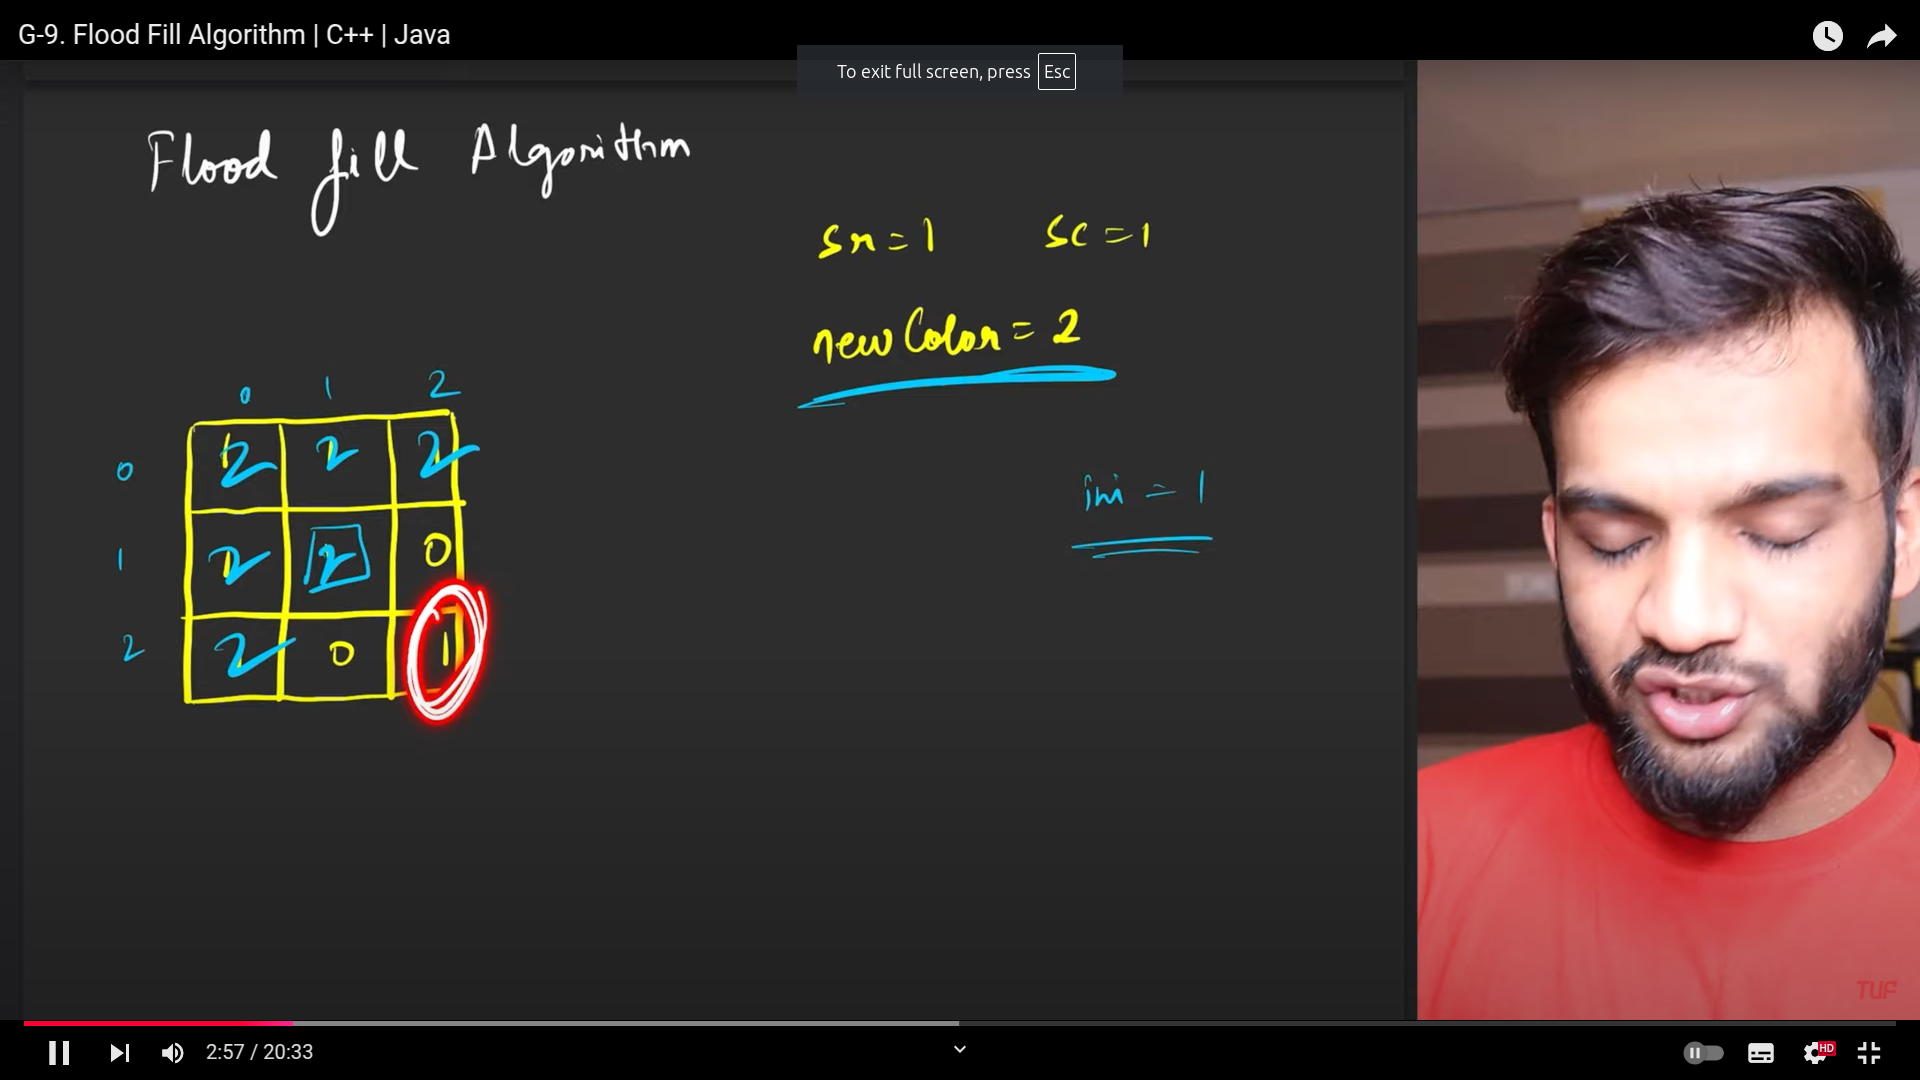 G-9. Flood Fill Algorithm | C++ | Java
To exit full screen, press Esc
Flood fill Algorithm
sr = 1 sc = 1
new Color = 2
0 1 2
0 2 2 2
ini = 1
1 2 2 0
2 2 0 1
TUF
2:57 / 20:33
HD